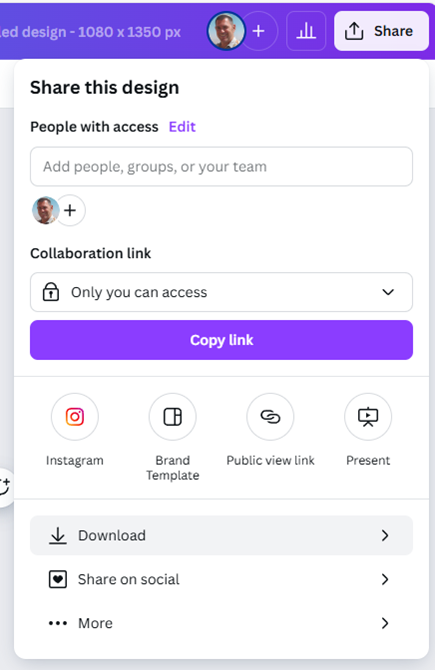 ed design - 1080 x 1350 px
Share
Share this design
People with access Edit
Add people, groups, or your team
Collaboration link
Only you can access
Copy link
Instagram
Brand
Template
Public view link
Present
Download
Share on social
More